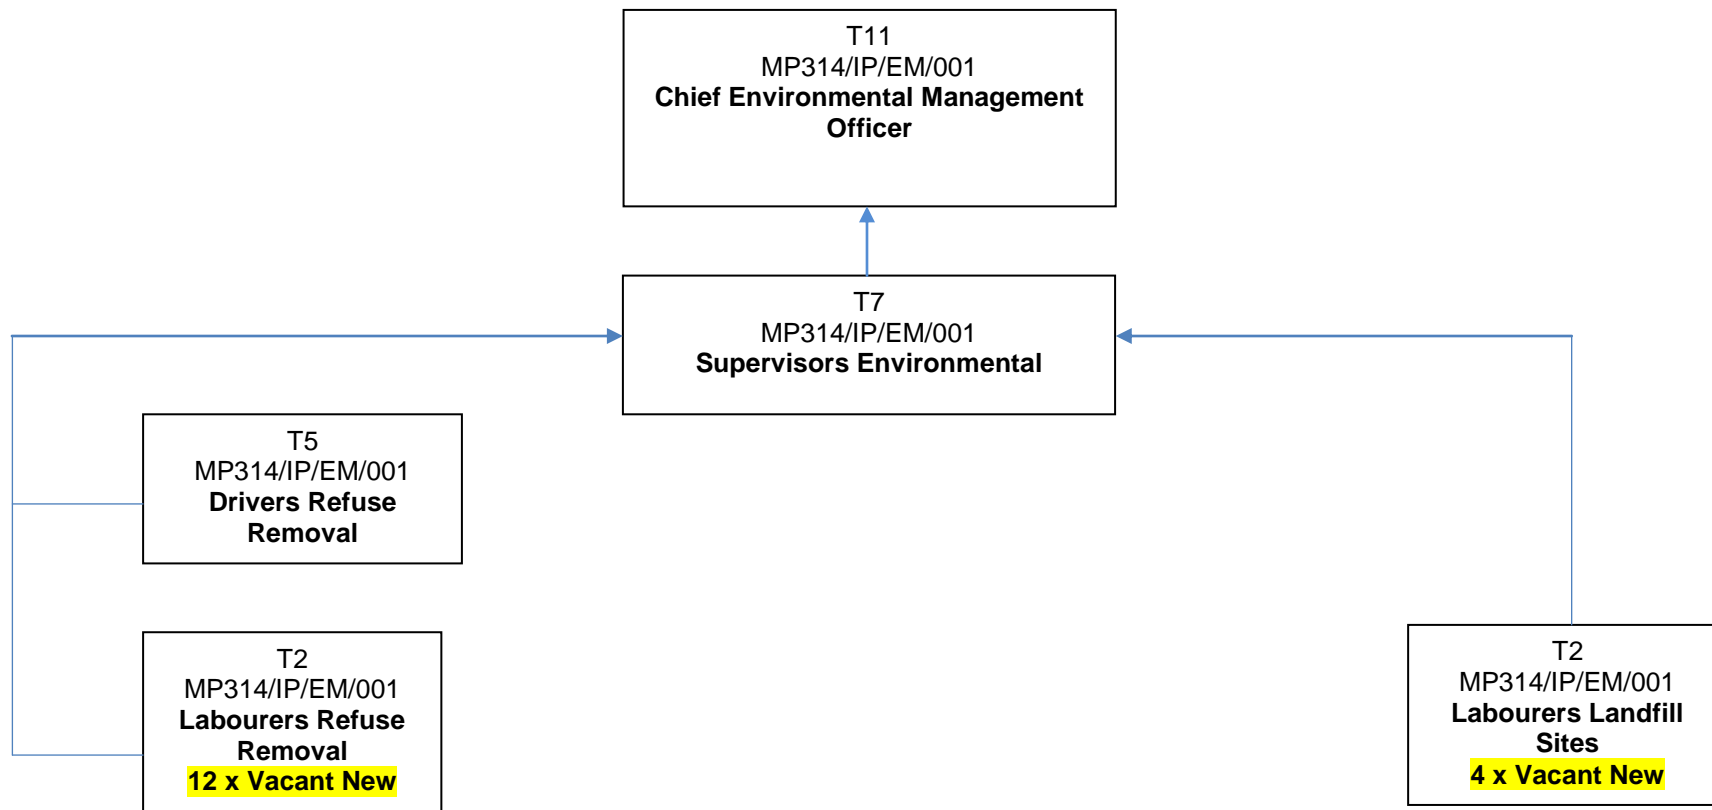 T11
MP314/IP/EM/001
Chief Environmental Management
Officer
T7
MP314/IP/EM/001
Supervisors Environmental
T5
MP314/IP/EM/001
Drivers Refuse
Removal
T2
MP314/IP/EM/001
Labourers Refuse
Removal
12 x Vacant New
T2
MP314/IP/EM/001
Labourers Landfill
Sites
4 x Vacant New